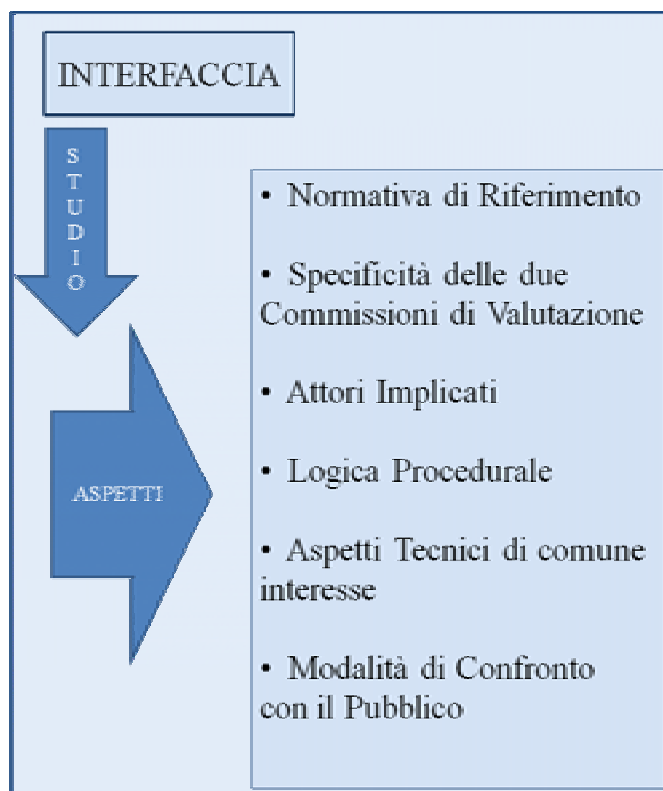 INTERFACCIA
STUDIO
ASPETTI
• Normativa di Riferimento
• Specificità delle due
Commissioni di Valutazione
• Attori Implicati
• Logica Procedurale
• Aspetti Tecnici di comune
interesse
• Modalità di Confronto
con il Pubblico